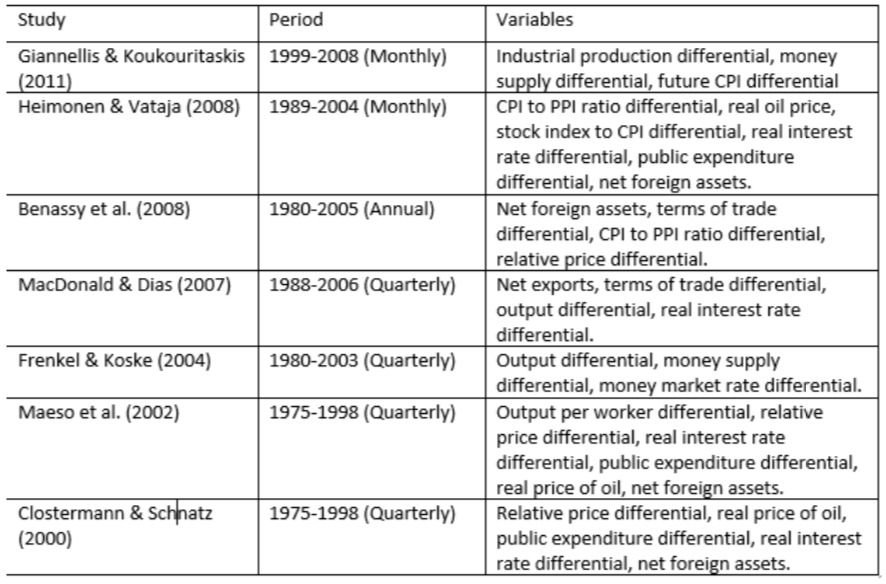 Study Period Variables
Giannellis & Koukouritaskis 1999-2008 (Monthly) Industrial production differential, money
(2011) supply differential, future CPI differential
Heimonen & Vataja (2008) 1989-2004 (Monthly) CPI to PPI ratio differential, real oil price,
stock index to CPI differential, real interest
rate differential, public expenditure
differential, net foreign assets.
Benassy et al. (2008) 1980-2005 (Annual) Net foreign assets, terms of trade
differential, CPI to PPI ratio differential,
relative price differential.
MacDonald & Dias (2007) 1988-2006 (Quarterly) Net exports, terms of trade differential,
output differential, real interest rate
differential.
Frenkel & Koske (2004) 1980-2003 (Quarterly) Output differential, money supply
differential, money market rate differential.
Maeso et al. (2002) 1975-1998 (Quarterly) Output per worker differential, relative
price differential, real interest rate
differential, public expenditure differential,
real price of oil, net foreign assets.
Clostermann & Schnatz 1975-1998 (Quarterly) Relative price differential, real price of oil,
(2000) public expenditure differential, real interest
rate differential, net foreign assets.